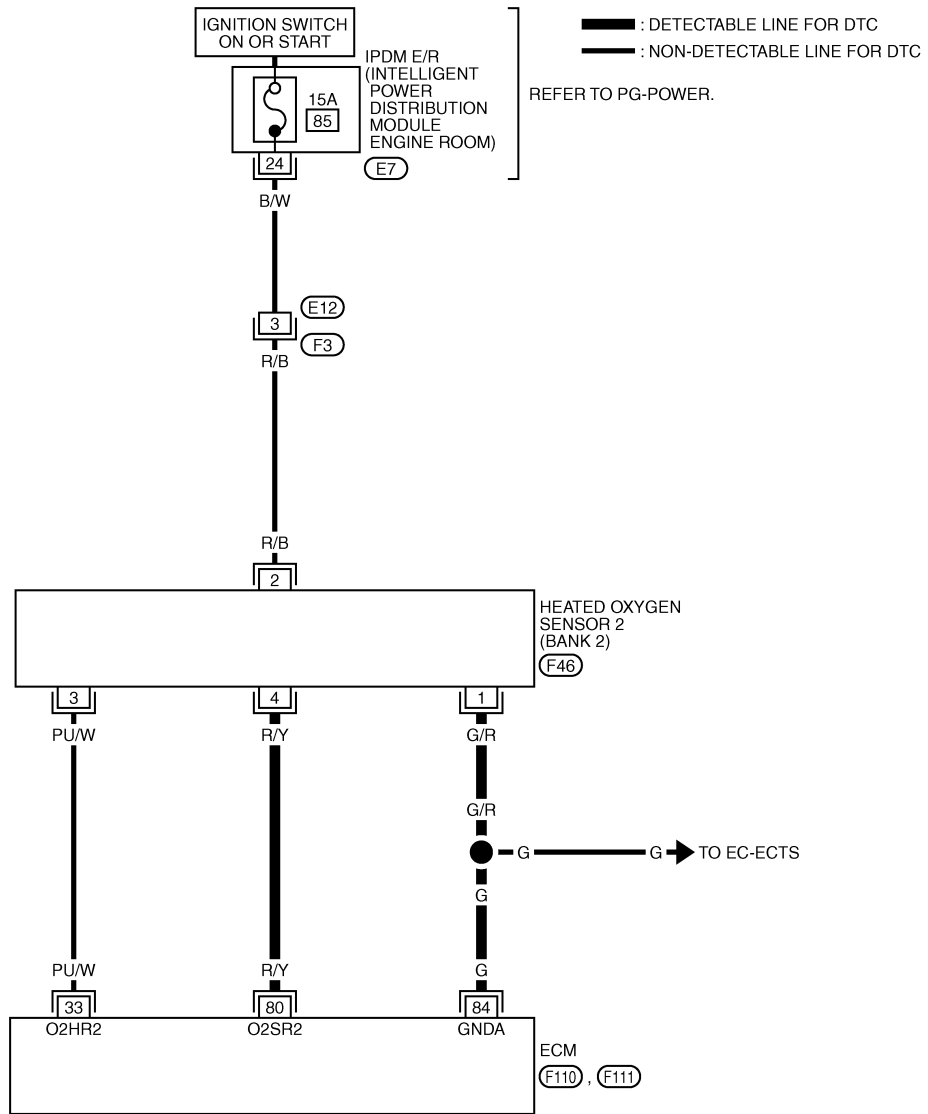 IGNITION SWITCH
ON OR START
: DETECTABLE LINE FOR DTC
: NON-DETECTABLE LINE FOR DTC
IPDM E/R
(INTELLIGENT
POWER
DISTRIBUTION
MODULE
ENGINE ROOM)
15A
85
REFER TO PG-POWER.
24
E7
B/W
E12
3
F3
R/B
R/B
2
HEATED OXYGEN
SENSOR 2
(BANK 2)
F46
3 4 1
PU/W R/Y G/R
G/R
G G TO EC-ECTS
G
PU/W R/Y G
33 80 84
O2HR2 O2SR2 GNDA
ECM
F110 , F111